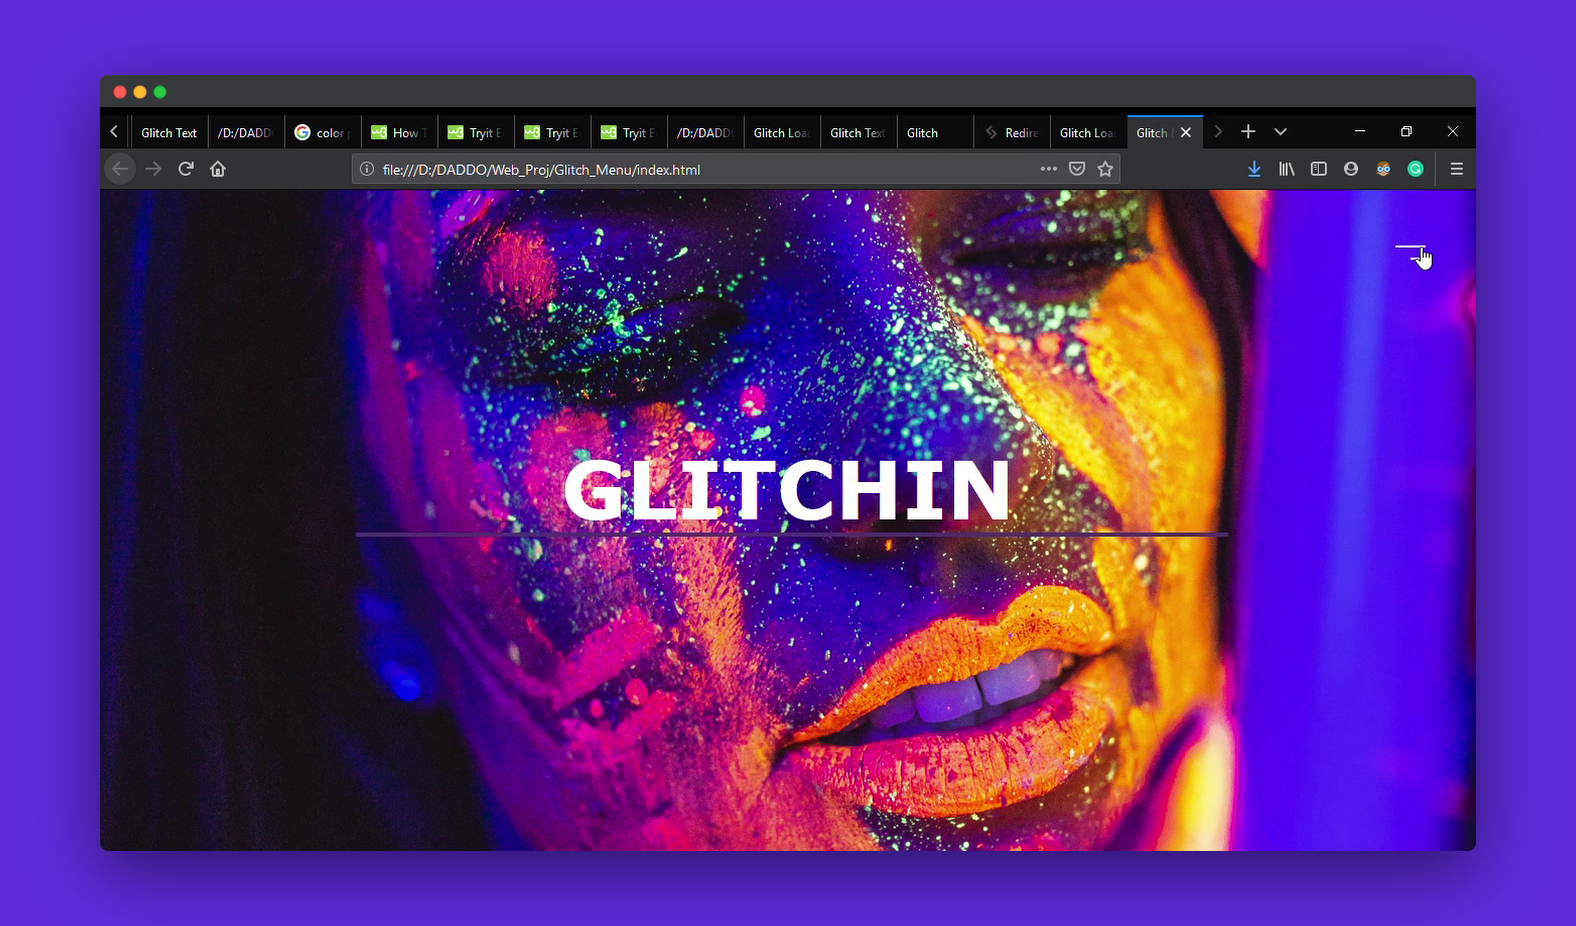 Glitch Text
/D:/DADD
color
How T
Tryit E
Tryit E
Tryit E
/D:/DADD
Glitch Loa
Glitch Text
Glitch
Redire
Glitch Loa
Glitch
file:///D:/DADDO/Web_Proj/Glitch_Menu/index.html
GLITCHIN